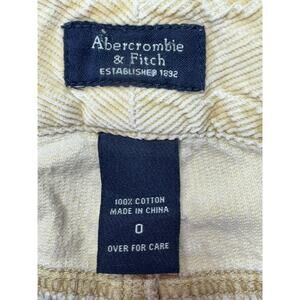 Abercrombie
& Fitch
ESTABLISHED 1892
100% COTTON
MADE IN CHINA
0
OVER FOR CARE